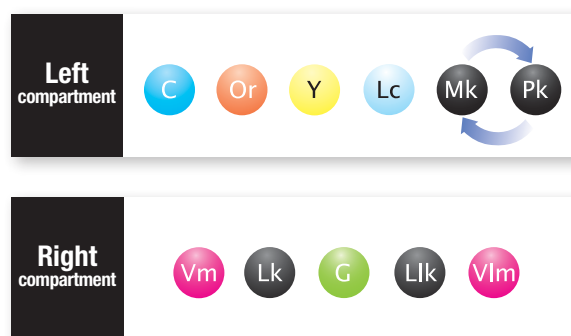 Left
compartment
C Or Y Lc Mk Pk
Right
compartment
Vm Lk G Llk Vlm